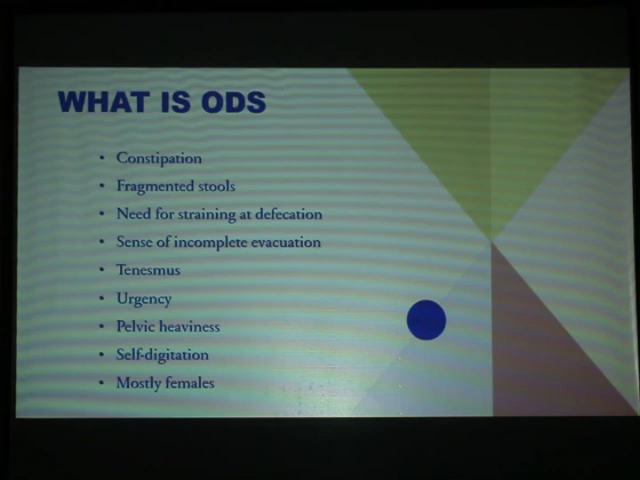 WHAT IS ODS
• Constipation
• Fragmented stools
• Need for straining at defecation
• Sense of incomplete evacuation
• Tenesmus
• Urgency
• Pelvic heaviness
• Self-digitation
• Mostly females